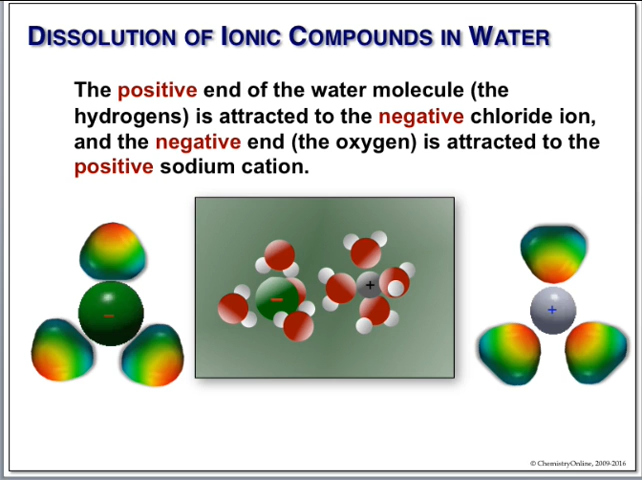 DISSOLUTION OF IONIC COMPOUNDS IN WATER
The positive end of the water molecule (the
hydrogens) is attracted to the negative chloride ion,
and the negative end (the oxygen) is attracted to the
positive sodium cation.
−
−
+
+
© ChemistryOnline, 2009-2016